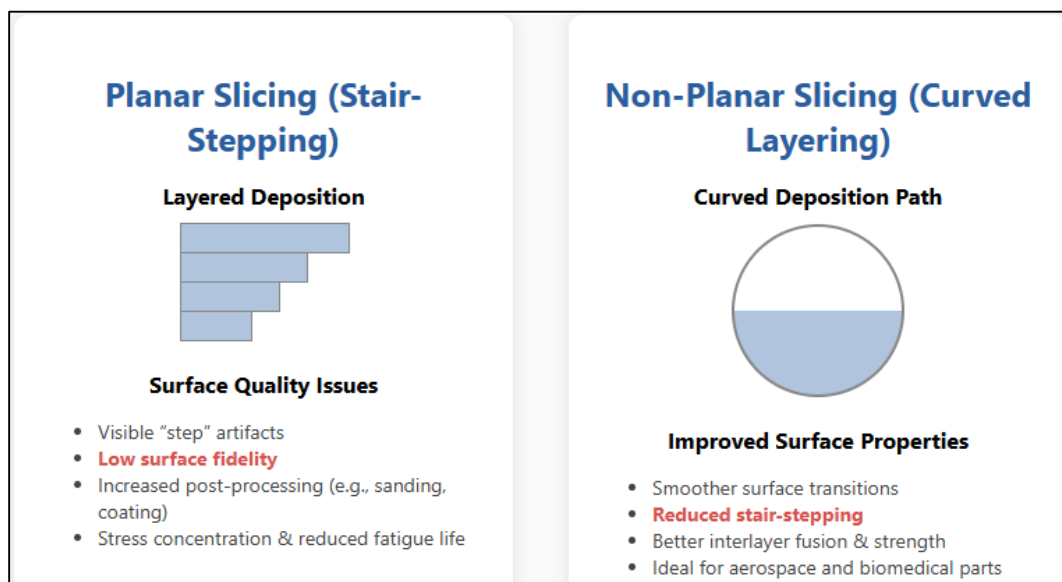 Planar Slicing (Stair-
Stepping)
Layered Deposition
Surface Quality Issues
Visible “step” artifacts
Low surface fidelity
Increased post-processing (e.g., sanding,
coating)
Stress concentration & reduced fatigue life
Non-Planar Slicing (Curved
Layering)
Curved Deposition Path
Improved Surface Properties
Smoother surface transitions
Reduced stair-stepping
Better interlayer fusion & strength
Ideal for aerospace and biomedical parts